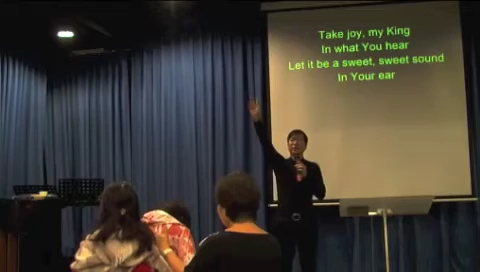 Take joy, my King
In what You hear
Let it be a sweet, sweet sound
In Your ear